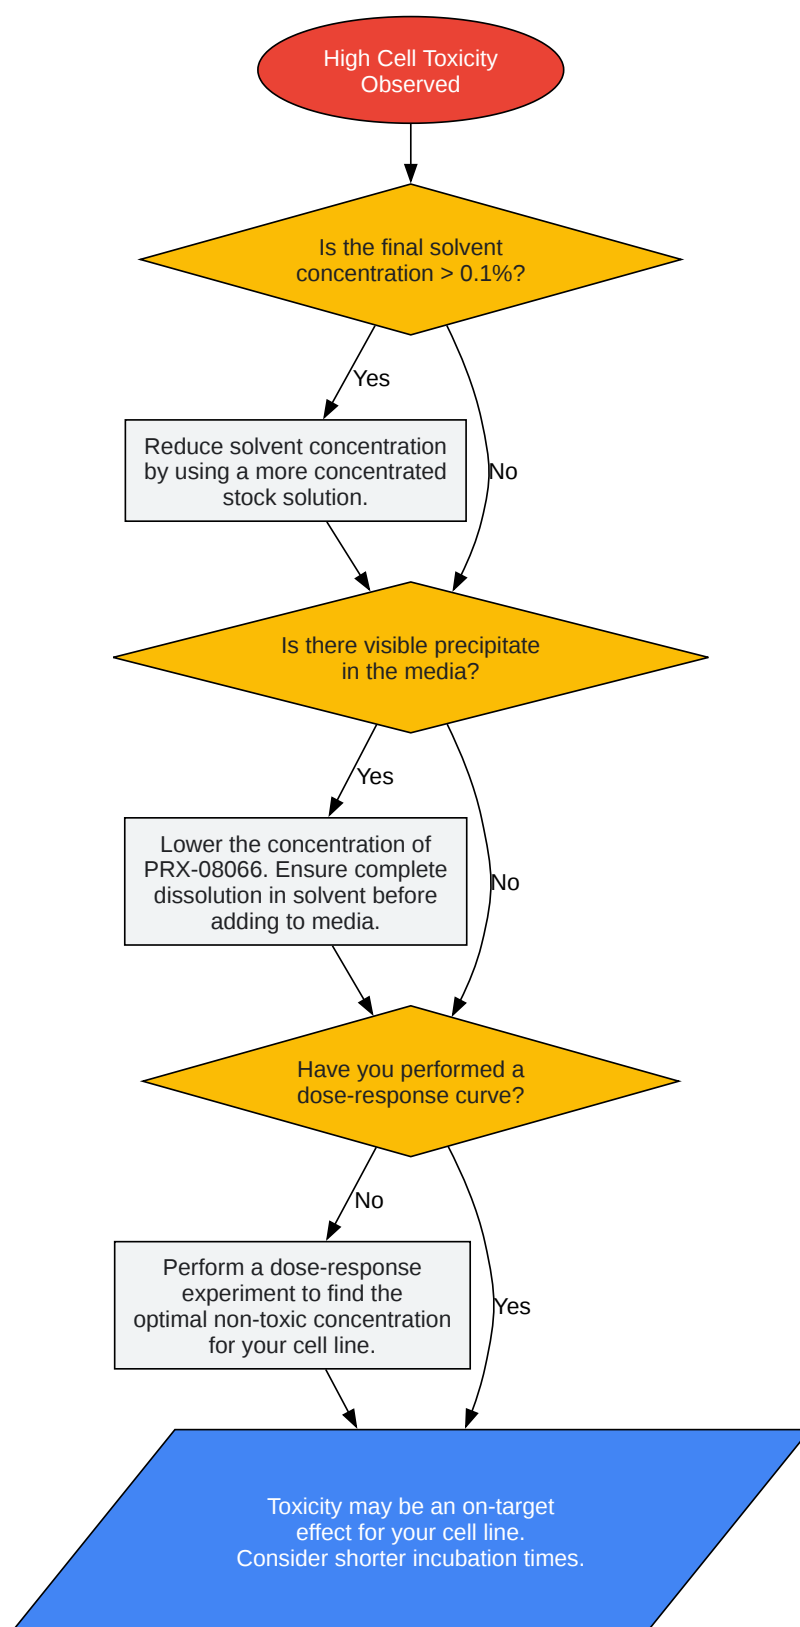 High Cell Toxicity
Observed
Is the final solvent
concentration > 0.1%?
Yes
No
Reduce solvent concentration
by using a more concentrated
stock solution.
Is there visible precipitate
in the media?
Yes
No
Lower the concentration of
PRX-08066. Ensure complete
dissolution in solvent before
adding to media.
Have you performed a
dose-response curve?
No
Yes
Perform a dose-response
experiment to find the
optimal non-toxic concentration
for your cell line.
Toxicity may be an on-target
effect for your cell line.
Consider shorter incubation times.